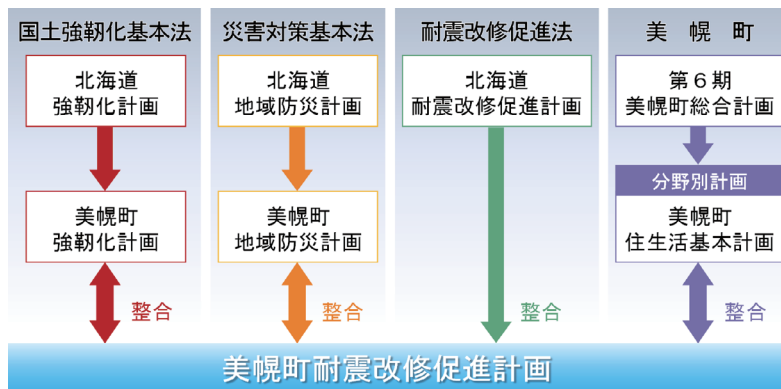 国土強靭化基本法
北海道
強靭化計画
美幌町
強靭化計画
整合
災害対策基本法
北海道
地域防災計画
美幌町
地域防災計画
整合
耐震改修促進法
北海道
耐震改修促進計画
整合
美　幌　町
第６期
美幌町総合計画
分野別計画
美幌町
住生活基本計画
整合
美幌町耐震改修促進計画